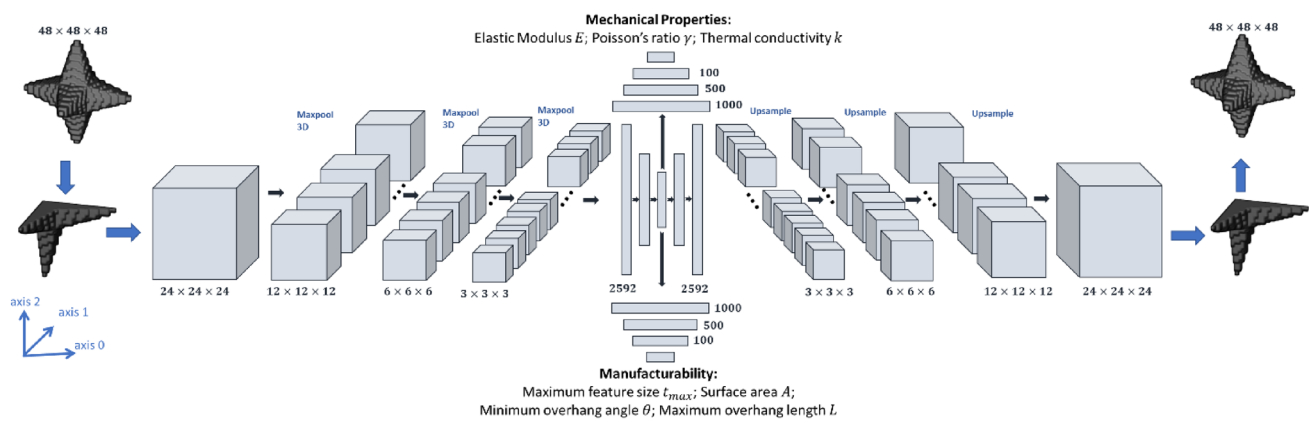 Mechanical Properties:
Elastic Modulus E; Poisson's ratio γ; Thermal conductivity k
48 × 48 × 48
48 × 48 × 48
100
500
1000
Maxpool
3D
Maxpool
3D
Maxpool
3D
Upsample
Upsample
Upsample
24 × 24 × 24
12 × 12 × 12
6 × 6 × 6
3 × 3 × 3
2592
2592
3 × 3 × 3
6 × 6 × 6
12 × 12 × 12
24 × 24 × 24
axis 2
axis 1
axis 0
1000
500
100
Manufacturability:
Maximum feature size tmax; Surface area A;
Minimum overhang angle θ; Maximum overhang length L